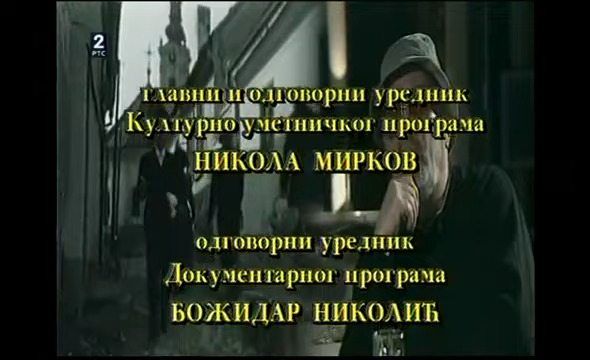 2
РТС
главни и одговорни уредник
Културно уметничког програма
НИКОЛА МИРКОВ
одговорни уредник
Документарног програма
БОЖИДАР НИКОЛИЋ